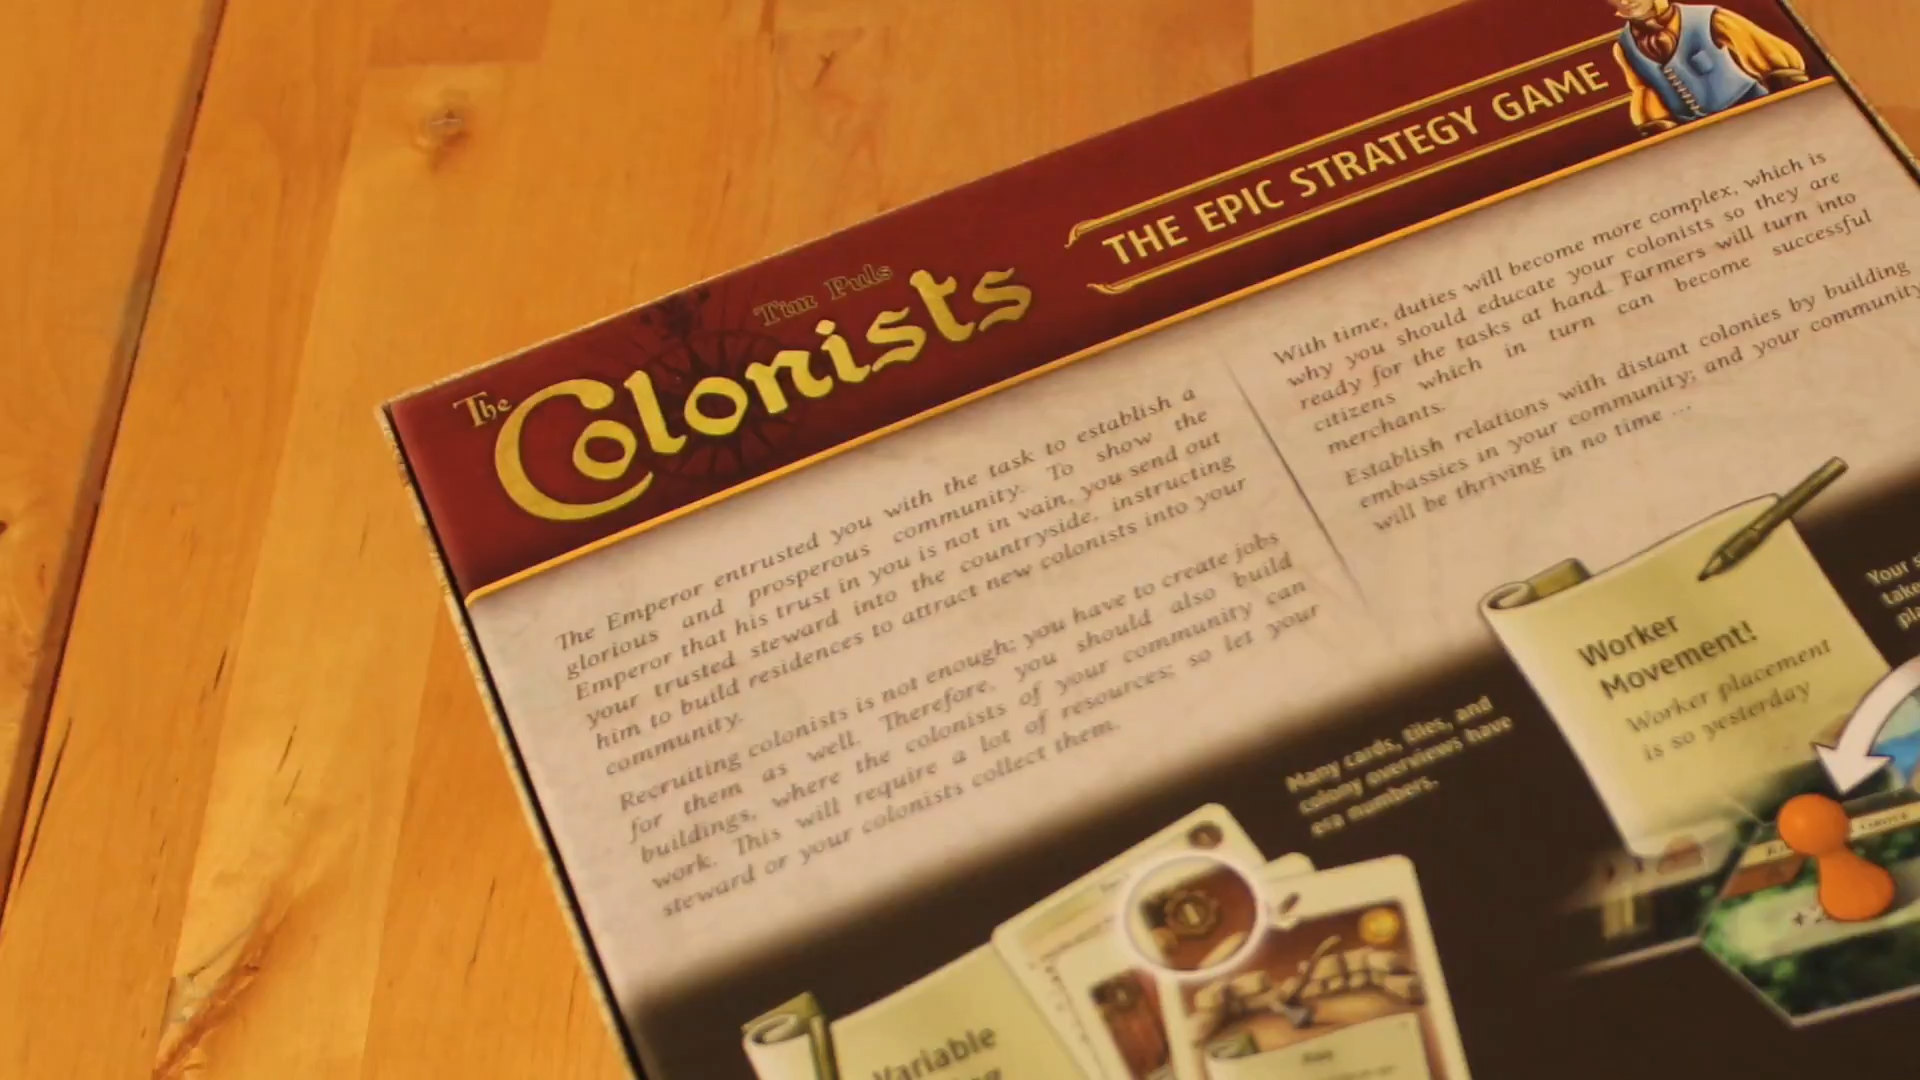 Tim Puls
The Colonists
THE EPIC STRATEGY GAME
The Emperor entrusted you with the task to establish a
glorious and prosperous community. To show the
Emperor that his trust in you is not in vain, you send out
your trusted steward into the countryside, instructing
him to build residences to attract new colonists into your
community.
Recruiting colonists is not enough; you have to create jobs
for them as well. Therefore, you should also build
buildings, where the colonists of your community can
work. This will require a lot of resources; so let your
steward or your colonists collect them.
With time, duties will become more complex, which is
why you should educate your colonists so they are
ready for the tasks at hand. Farmers will turn into
citizens which in turn can become successful
merchants.
Establish relations with distant colonies by building
embassies in your community; and your community
will be thriving in no time ...
Many cards, tiles, and
colony overviews have
era numbers.
Worker
Movement!
Worker placement
is so yesterday
Your
take
Variable